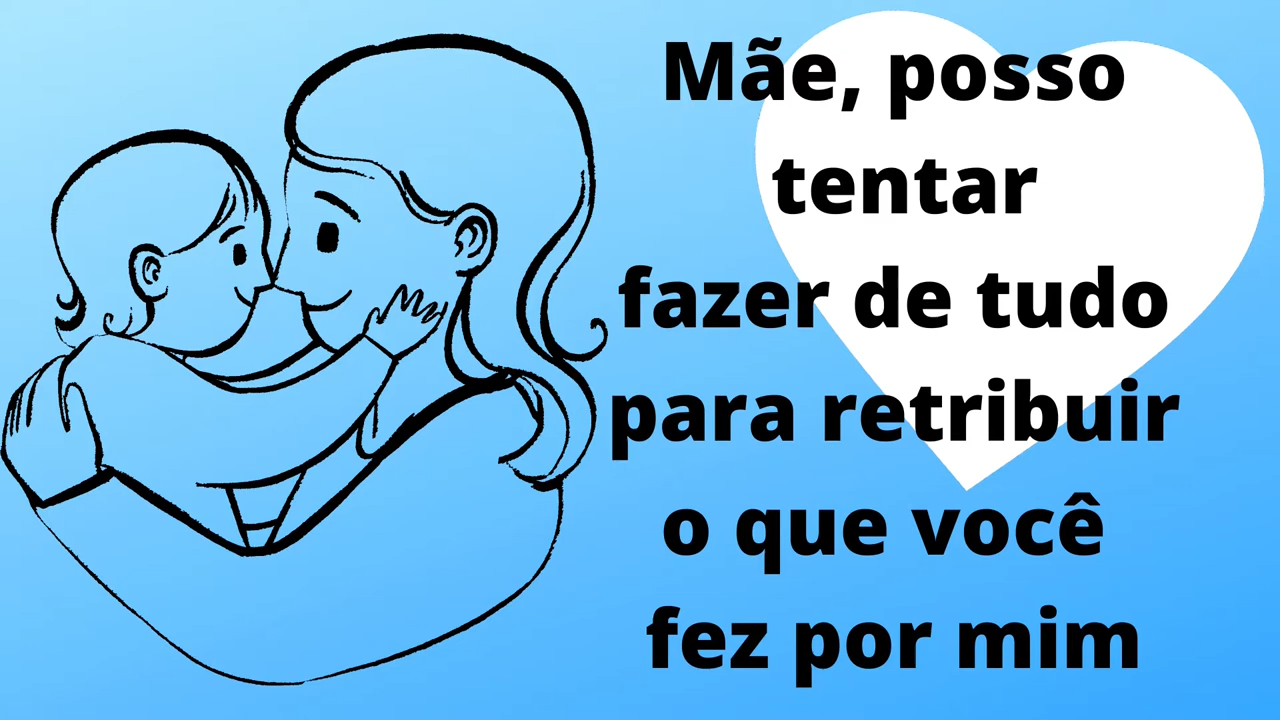 Mãe, posso
tentar
fazer de tudo
para retribuir
o que você
fez por mim